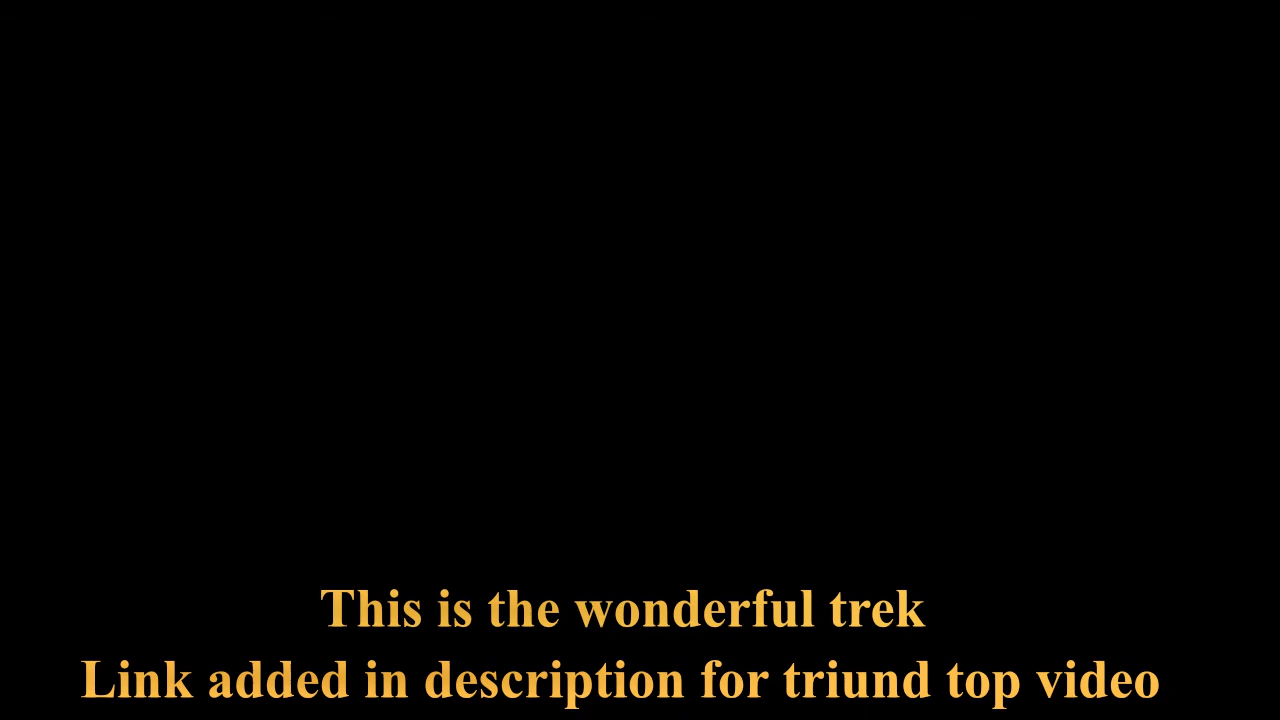 This is the wonderful trek
Link added in description for triund top video